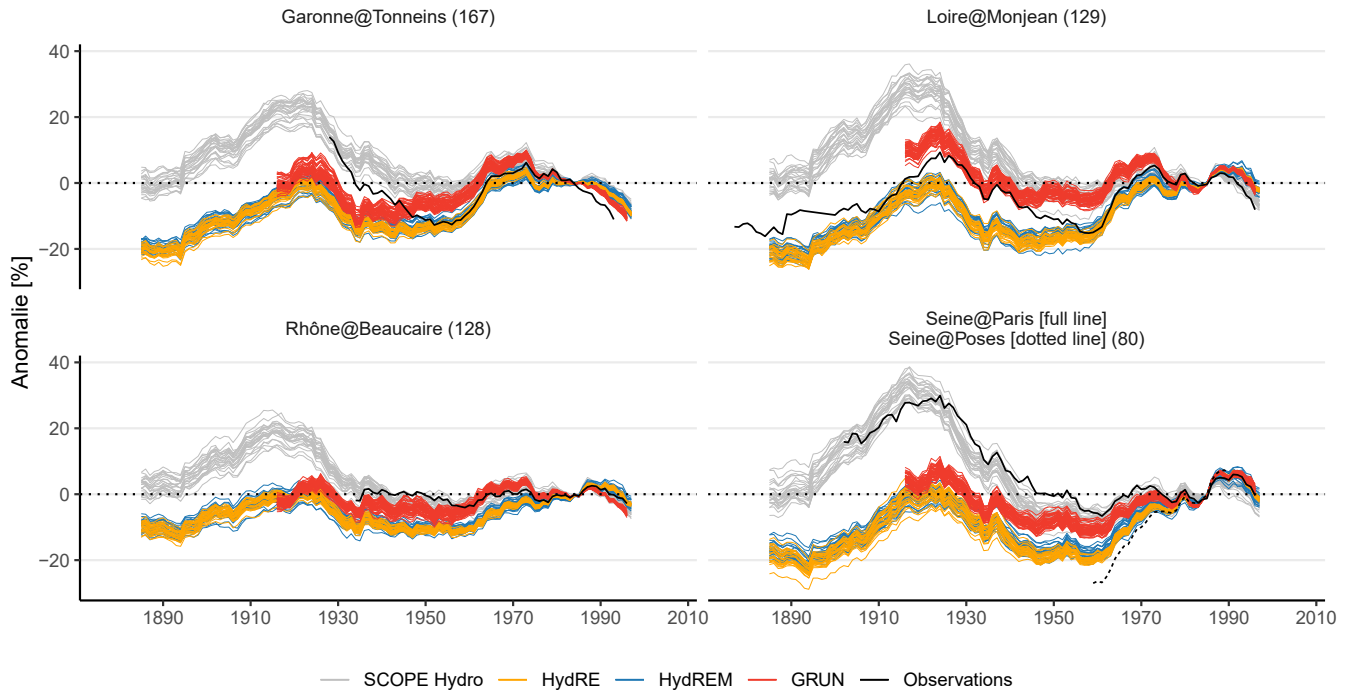 Garonne@Tonneins (167)
Loire@Monjean (129)
40
20
0
−20
Rhône@Beaucaire (128)
Seine@Paris [full line]
Seine@Poses [dotted line] (80)
40
20
0
−20
Anomalie [%]
1890 1910 1930 1950 1970 1990 2010
1890 1910 1930 1950 1970 1990 2010
SCOPE Hydro HydRE HydREM GRUN Observations